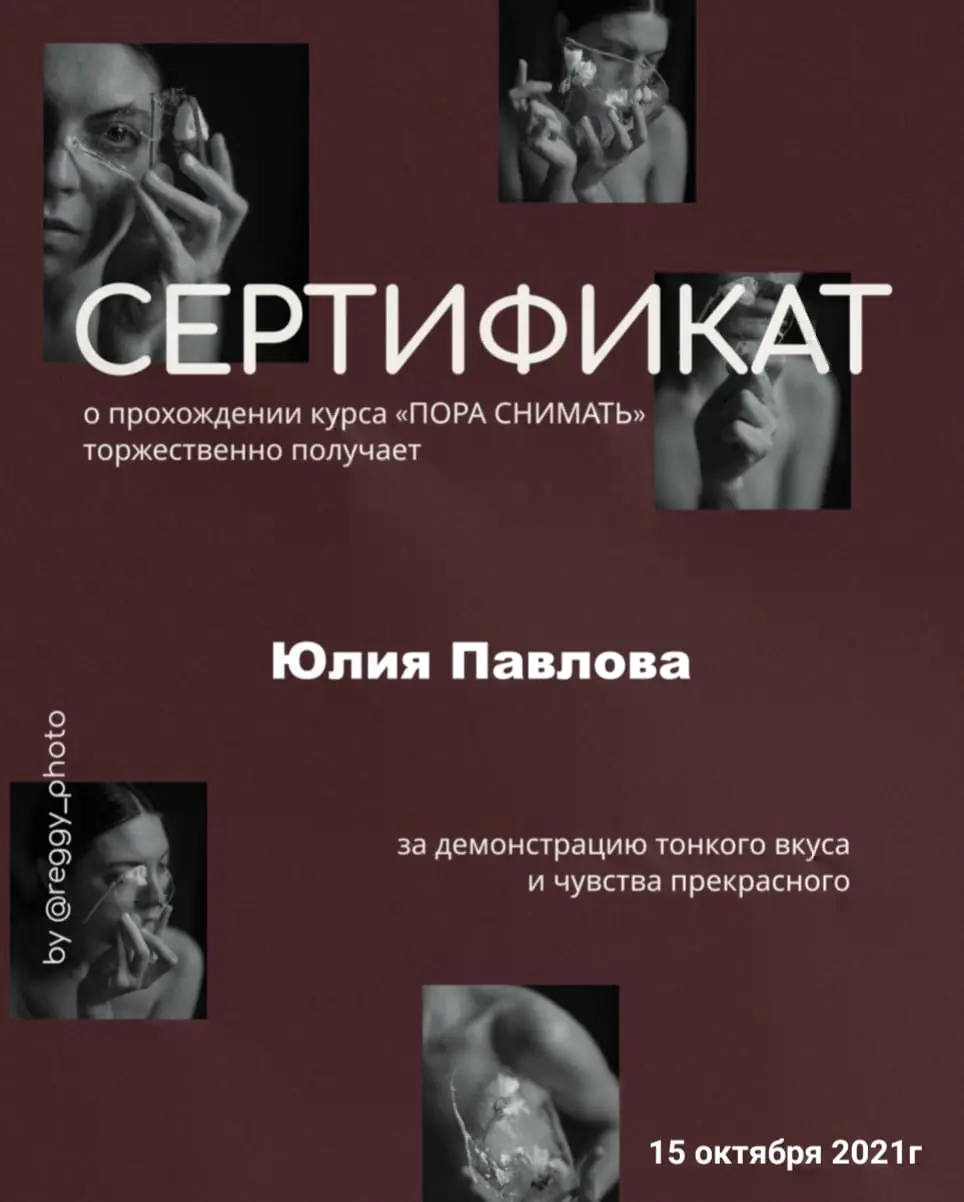 СЕРТИФИКАТ
о прохождении курса «ПОРА СНИМАТЬ»
торжественно получает
Юлия Павлова
by @reggy_photo
за демонстрацию тонкого вкуса
и чувства прекрасного
15 октября 2021г